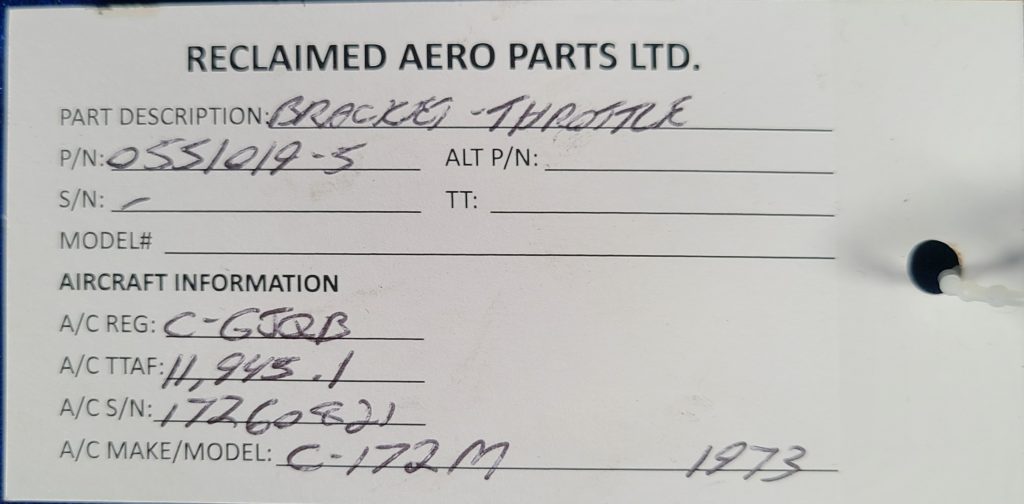 RECLAIMED AERO PARTS LTD.
PART DESCRIPTION: BRACKET - THROTTLE
P/N: 0551019-5 ALT P/N:
S/N: - TT:
MODEL#
AIRCRAFT INFORMATION
A/C REG: C-GJQB
A/C TTAF: 11,945.1
A/C S/N: 17260821
A/C MAKE/MODEL: C-172M 1973